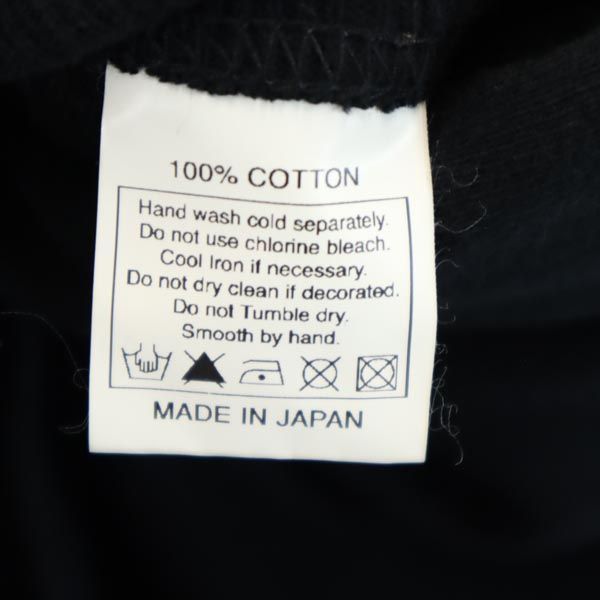 100% COTTON
Hand wash cold separately.
Do not use chlorine bleach.
Cool Iron if necessary.
Do not dry clean if decorated.
Do not Tumble dry.
Smooth by hand.
MADE IN JAPAN